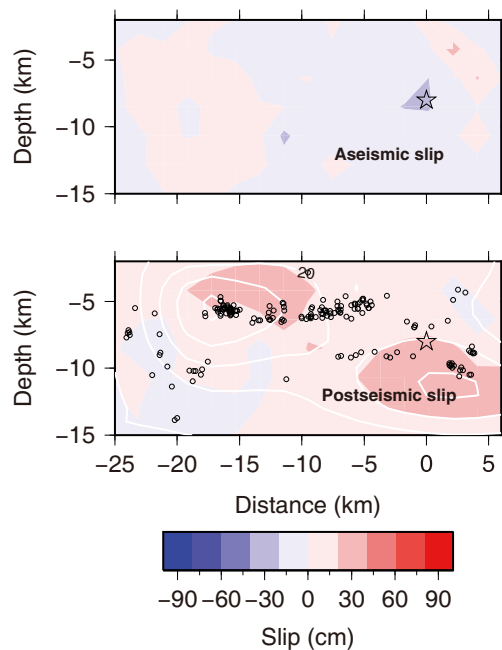 −5
−10
−15
Depth (km)
Aseismic slip
20
−5
−10
−15
Depth (km)
Postseismic slip
−25 −20 −15 −10 −5 0 5
Distance (km)
−90 −60 −30 0 30 60 90
Slip (cm)